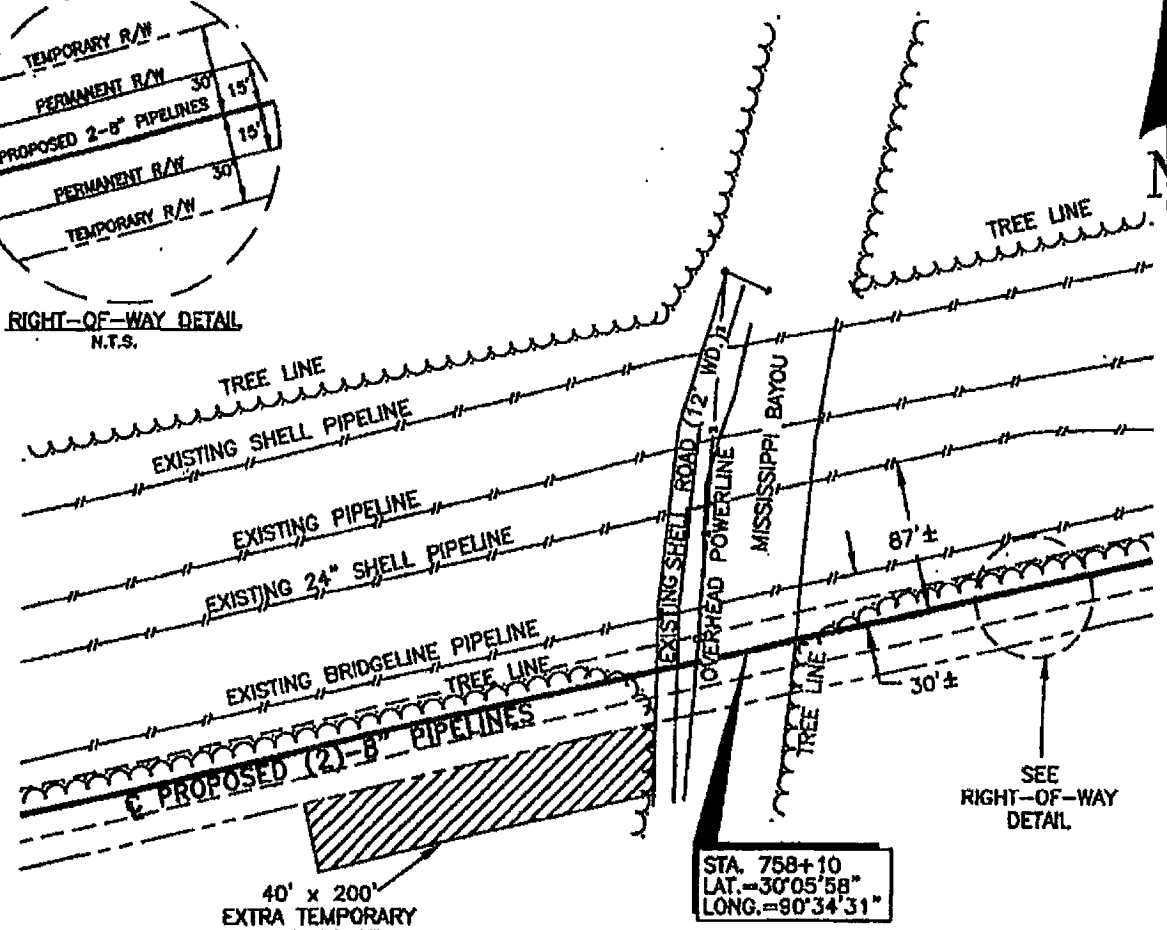 TEMPORARY R/W
PERMANENT R/W
30'
15'
PROPOSED 2-8" PIPELINES
15'
PERMANENT R/W
30'
TEMPORARY R/W
RIGHT-OF-WAY DETAIL
N.T.S.
N
TREE LINE
TREE LINE
EXISTING SHELL PIPELINE
EXISTING PIPELINE
EXISTING 24" SHELL PIPELINE
EXISTING BRIDGELINE PIPELINE
TREE LINE
℄ PROPOSED (2)-8" PIPELINES
EXISTING SHELL ROAD (12' WD.)
OVERHEAD POWERLINE
MISSISSIPPI BAYOU
87'±
30'±
TREE LINE
SEE
RIGHT-OF-WAY
DETAIL
STA. 758+10
LAT.=30°05'58"
LONG.=90°34'31"
40' x 200'
EXTRA TEMPORARY